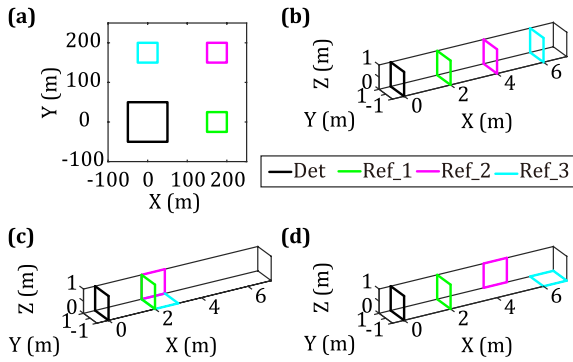 (a)
200
100
0
-100
Y (m)
-100 0 100 200
X (m)
(b)
Z (m)
1
0
1
-1
Y (m)
0 2 4 6
X (m)
Det Ref_1 Ref_2 Ref_3
(c)
Z (m)
1
0
1
-1
Y (m)
0 2 4 6
X (m)
(d)
Z (m)
1
0
1
-1
Y (m)
0 2 4 6
X (m)